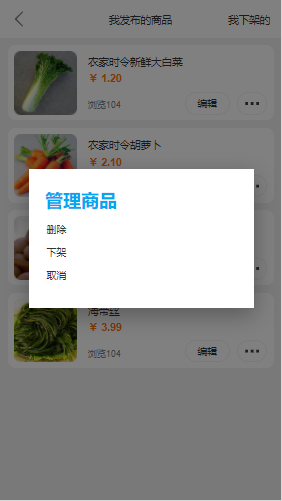 我发布的商品 我下架的
农家时令新鲜大白菜
￥ 1.20
浏览104 编辑
农家时令胡萝卜
￥ 2.10
管理商品
删除
下架
取消
海带丝
￥ 3.99
浏览104 编辑